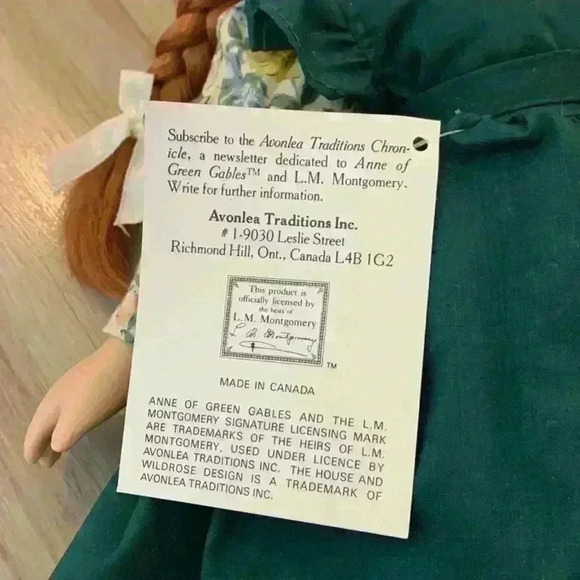 Subscribe to the Avonlea Traditions Chron-
icle, a newsletter dedicated to Anne of
Green Gables™ and L.M. Montgomery.
Write for further information.
Avonlea Traditions Inc.
# 1-9030 Leslie Street
Richmond Hill, Ont., Canada L4B 1G2
This product is
officially licensed by
the heirs of
L.M. Montgomery
L. M. Montgomery
TM
MADE IN CANADA
ANNE OF GREEN GABLES AND THE L.M.
MONTGOMERY SIGNATURE LICENSING MARK
ARE TRADEMARKS OF THE HEIRS OF L.M.
MONTGOMERY, USED UNDER LICENCE BY
AVONLEA TRADITIONS INC. THE HOUSE AND
WILDROSE DESIGN IS A TRADEMARK OF
AVONLEA TRADITIONS INC.